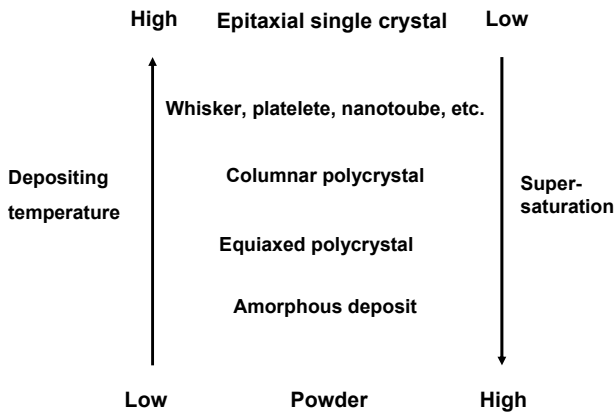 High Epitaxial single crystal Low
Whisker, platelete, nanotoube, etc.
Depositing
temperature
Columnar polycrystal
Super-
saturation
Equiaxed polycrystal
Amorphous deposit
Low Powder High